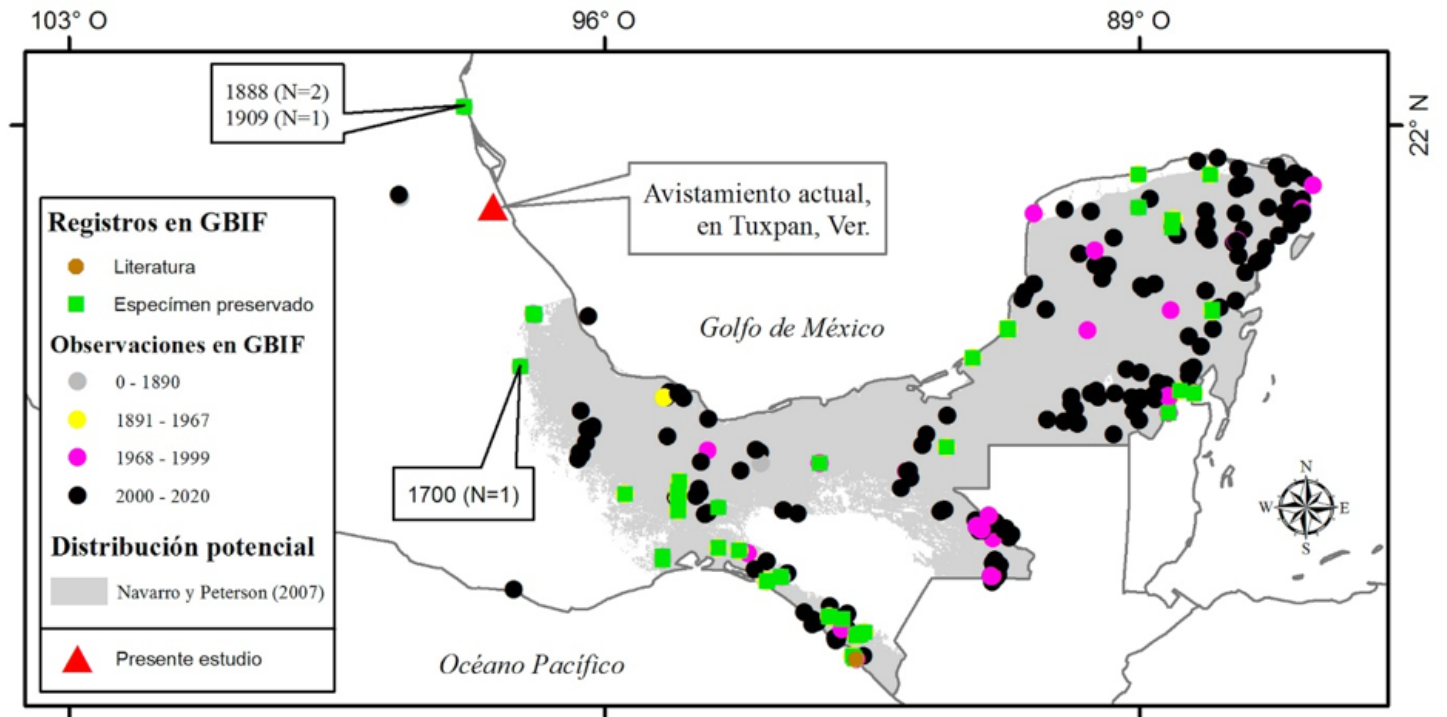 103° O
96° O
89° O
22° N
1888 (N=2)
1909 (N=1)
Avistamiento actual,
en Tuxpan, Ver.
Golfo de México
1700 (N=1)
Océano Pacífico
Registros en GBIF
Literatura
Especímen preservado
Observaciones en GBIF
0 - 1890
1891 - 1967
1968 - 1999
2000 - 2020
Distribución potencial
Navarro y Peterson (2007)
Presente estudio
N
W
E
S